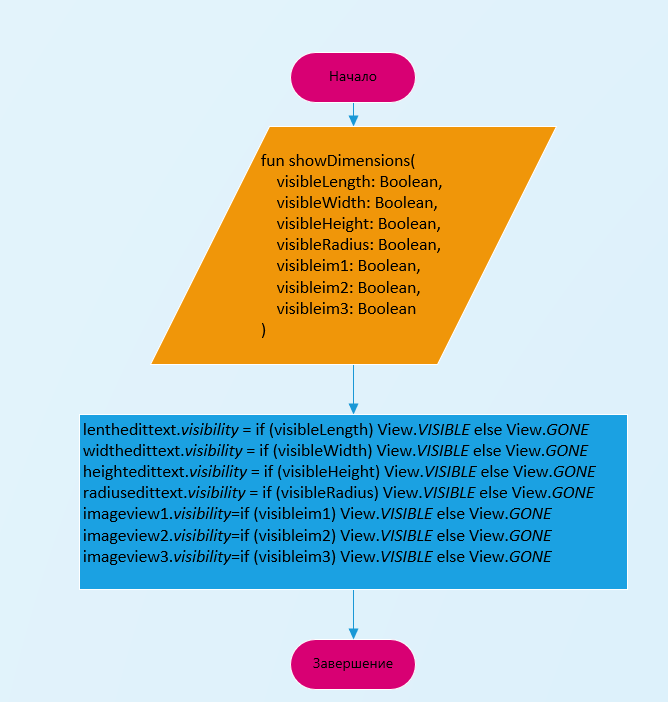 Начало
fun showDimensions(
visibleLength: Boolean,
visibleWidth: Boolean,
visibleHeight: Boolean,
visibleRadius: Boolean,
visibleim1: Boolean,
visibleim2: Boolean,
visibleim3: Boolean
)
lenthedittext.visibility = if (visibleLength) View.VISIBLE else View.GONE
widthedittext.visibility = if (visibleWidth) View.VISIBLE else View.GONE
heightedittext.visibility = if (visibleHeight) View.VISIBLE else View.GONE
radiusedittext.visibility = if (visibleRadius) View.VISIBLE else View.GONE
imageview1.visibility=if (visibleim1) View.VISIBLE else View.GONE
imageview2.visibility=if (visibleim2) View.VISIBLE else View.GONE
imageview3.visibility=if (visibleim3) View.VISIBLE else View.GONE
Завершение